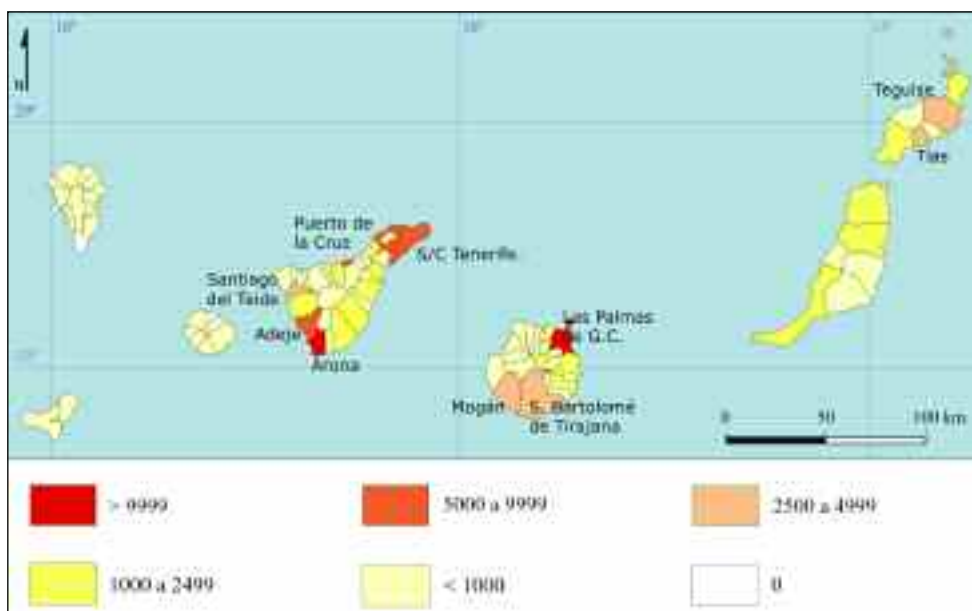 N
Teguise
Tías
Puerto de
la Cruz
S/C Tenerife
Santiago
del Teide
Adeje
Arona
Las Palmas
de G.C.
Mogán
S. Bartolomé
de Tirajana
0 50 100 km
> 9999
5000 a 9999
2500 a 4999
1000 a 2499
< 1000
0